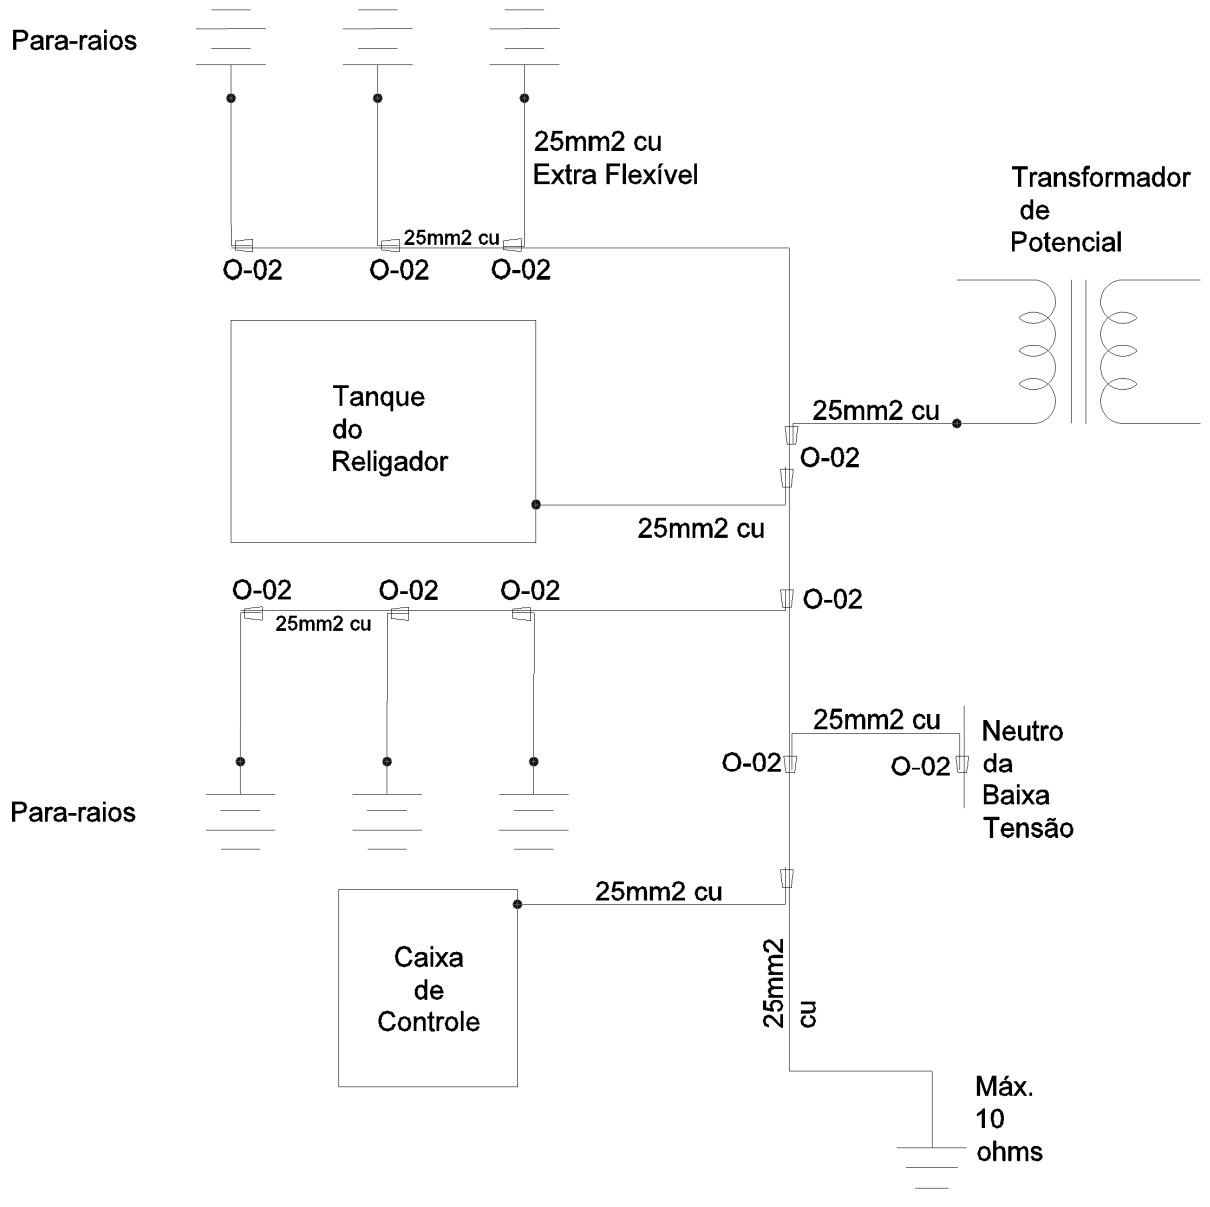 Para-raios
25mm2 cu
Extra Flexível
Transformador
de
Potencial
25mm2 cu
O-02
O-02
O-02
Tanque
do
Religador
25mm2 cu
O-02
25mm2 cu
O-02
O-02
O-02
O-02
25mm2 cu
25mm2 cu
Neutro
da
Baixa
Tensão
O-02
O-02
Para-raios
25mm2 cu
Caixa
de
Controle
25mm2
cu
Máx.
10
ohms